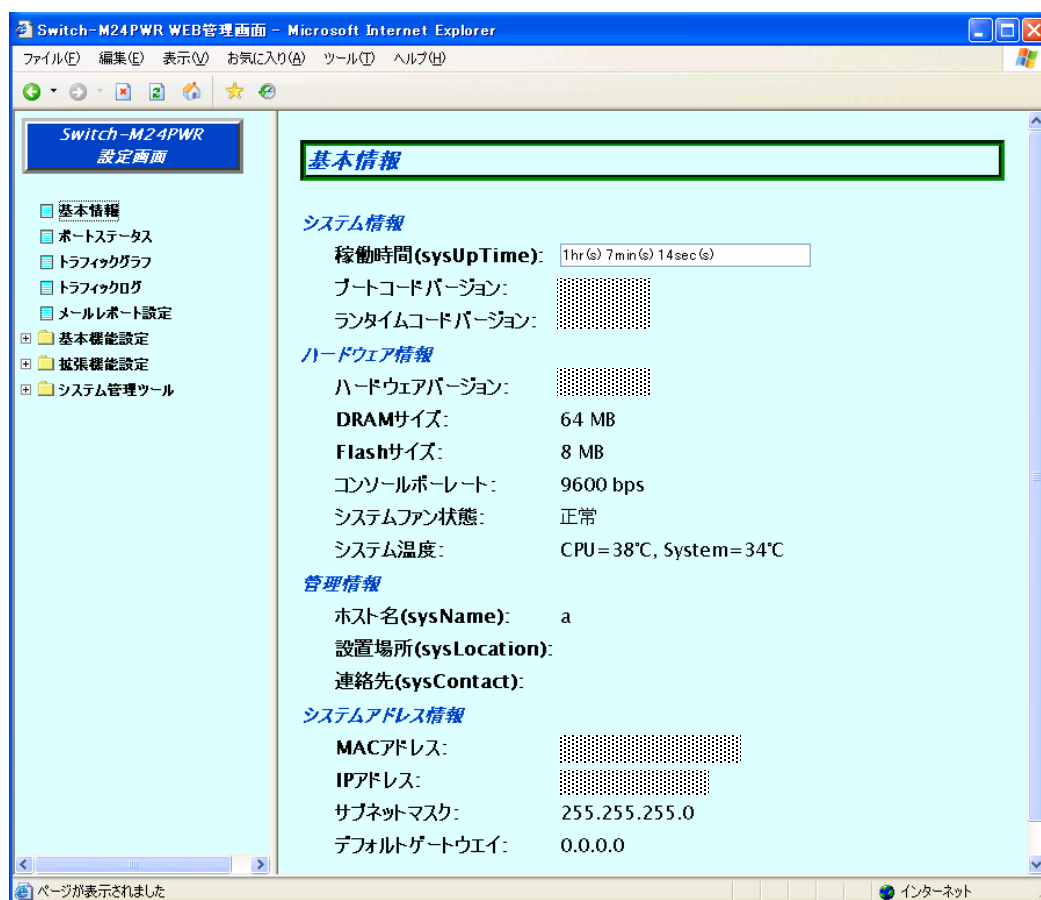 Switch-M24PWR WEB管理画面 - Microsoft Internet Explorer
ファイル(F) 編集(E) 表示(V) お気に入り(A) ツール(T) ヘルプ(H)
Switch-M24PWR
設定画面
基本情報
ポートステータス
トラフィックグラフ
トラフィックログ
メールレポート設定
基本機能設定
拡張機能設定
システム管理ツール
基本情報
システム情報
稼働時間(sysUpTime): 1hr(s) 7min(s) 14sec(s)
ブートコードバージョン:
ランタイムコードバージョン:
ハードウェア情報
ハードウェアバージョン:
DRAMサイズ: 64 MB
Flashサイズ: 8 MB
コンソールボーレート: 9600 bps
システムファン状態: 正常
システム温度: CPU=38℃, System=34℃
管理情報
ホスト名(sysName): a
設置場所(sysLocation):
連絡先(sysContact):
システムアドレス情報
MACアドレス:
IPアドレス:
サブネットマスク: 255.255.255.0
デフォルトゲートウエイ: 0.0.0.0
ページが表示されました インターネット